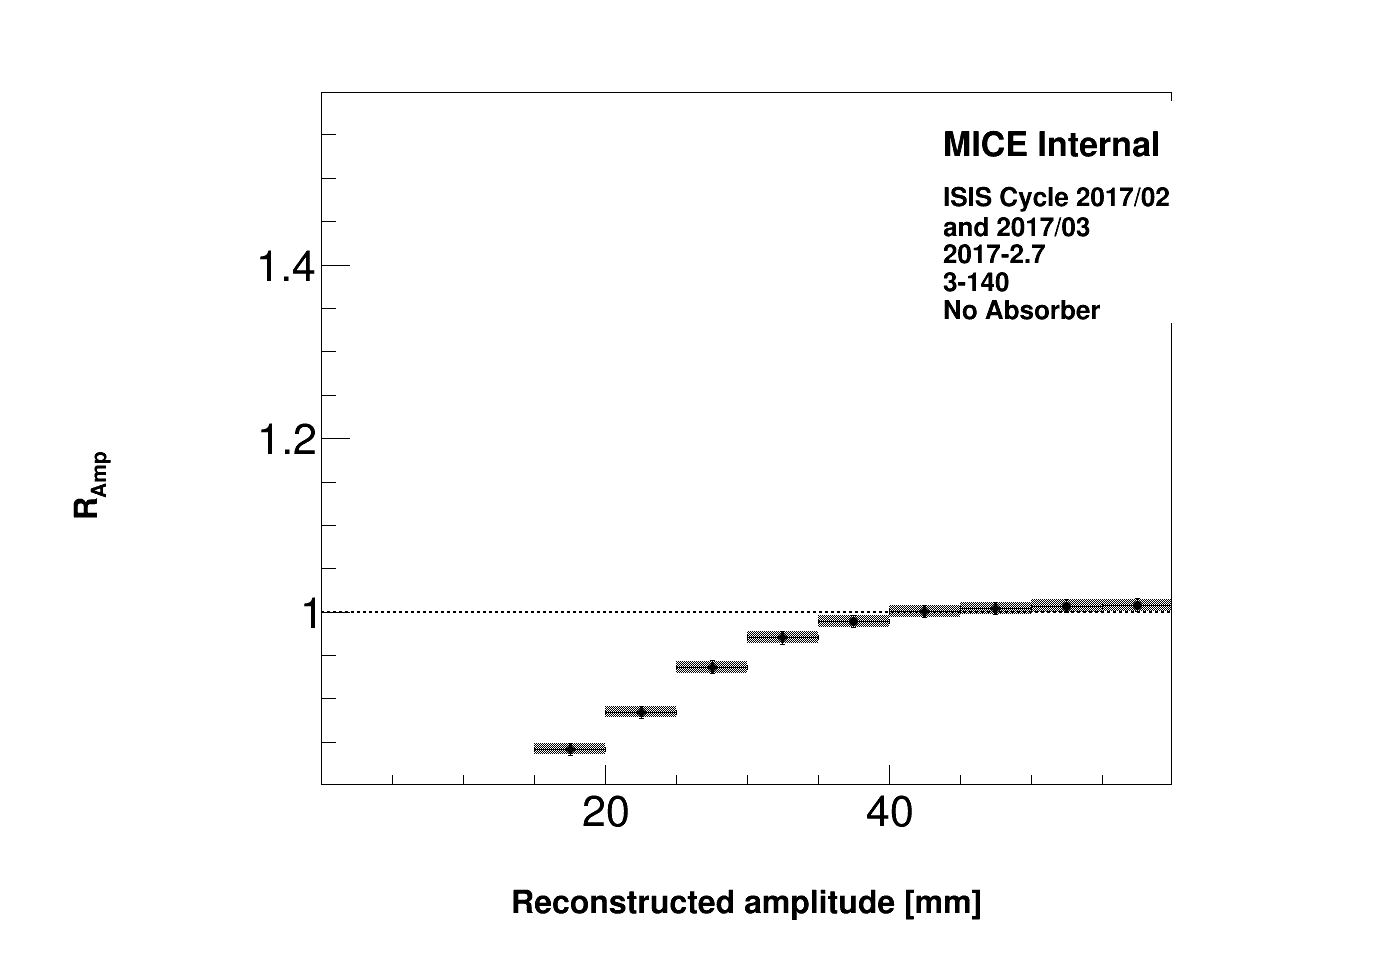 MICE Internal
ISIS Cycle 2017/02
and 2017/03
2017-2.7
3-140
No Absorber
1.4
1.2
1
R_Amp
20
40
Reconstructed amplitude [mm]